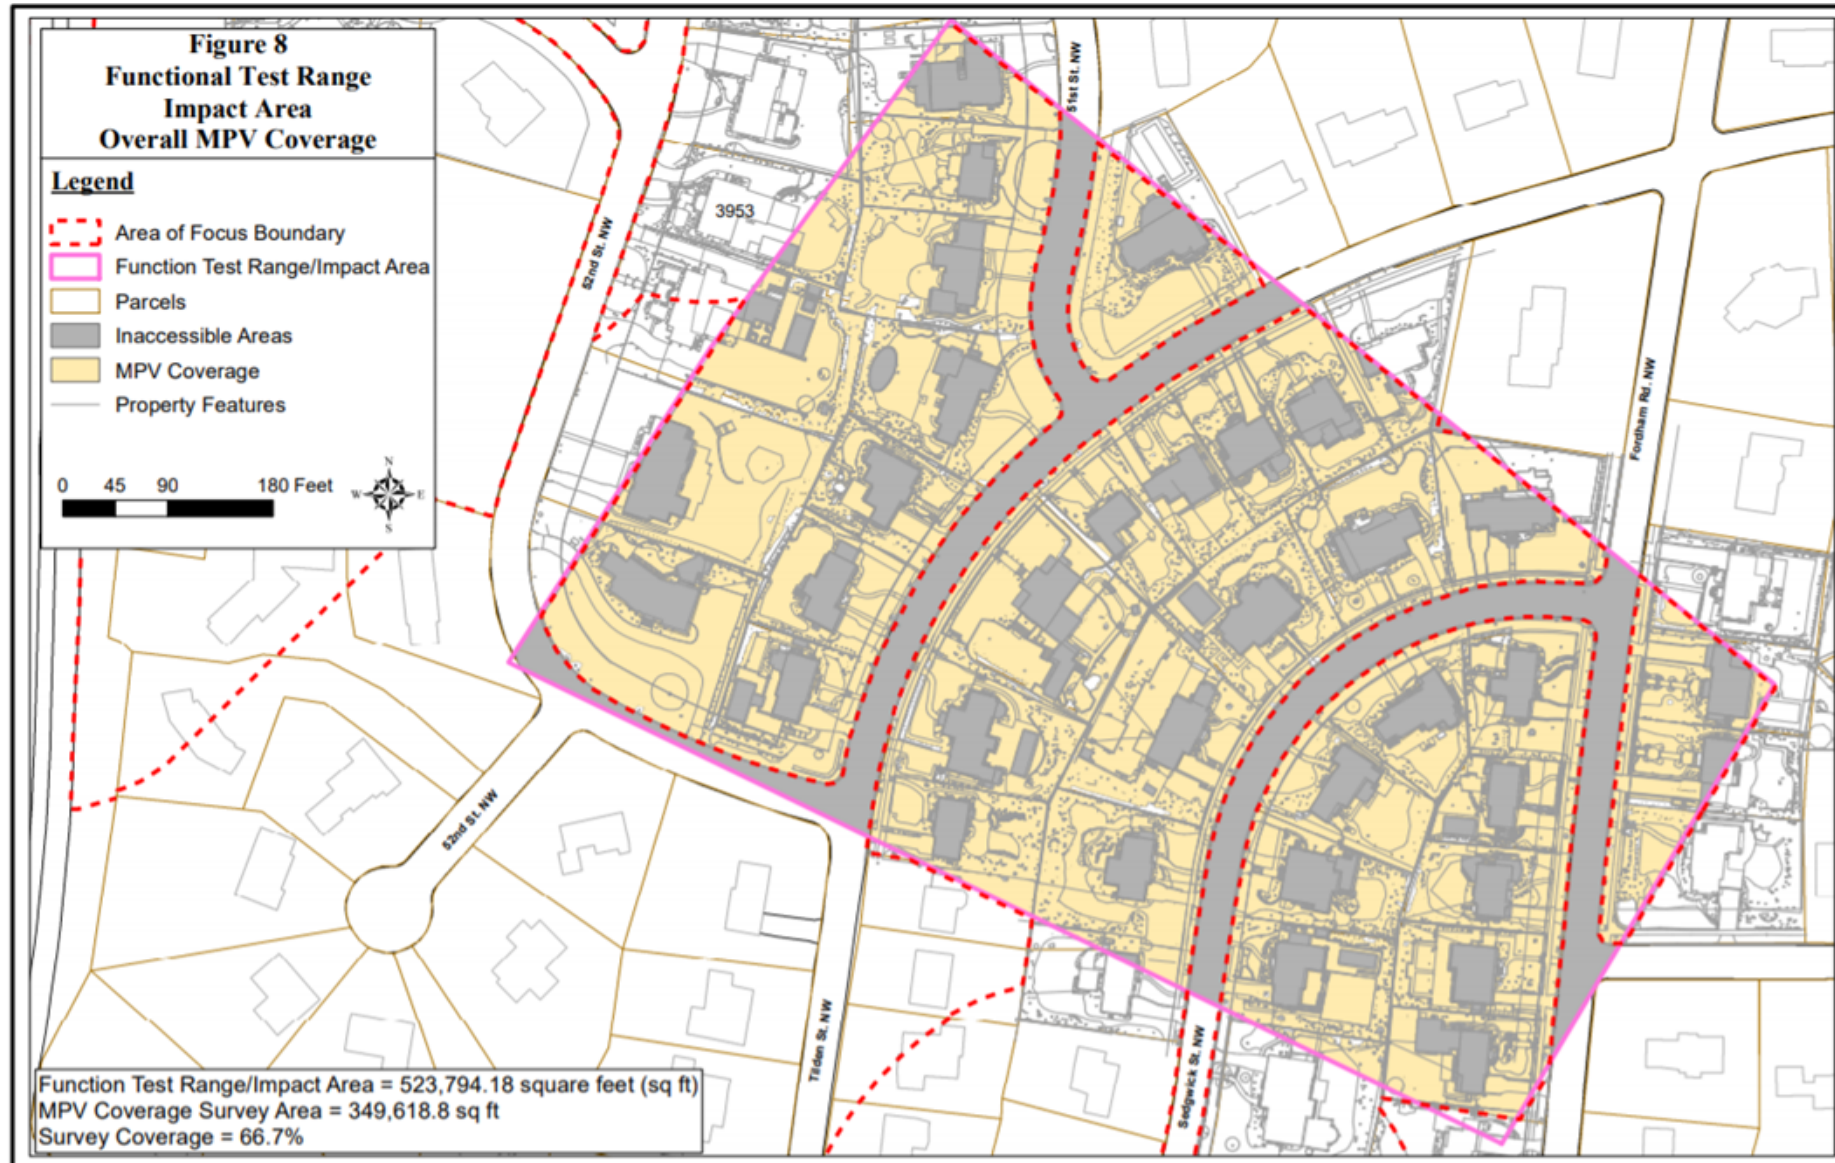 Figure 8
Functional Test Range
Impact Area
Overall MPV Coverage
Legend
Area of Focus Boundary
Function Test Range/Impact Area
Parcels
Inaccessible Areas
MPV Coverage
Property Features
0 45 90 180 Feet
N
W E
S
3953
51st St. NW
52nd St. NW
Fordham Rd. NW
52nd St. NW
Tilden St. NW
Sedgwick St. NW
Function Test Range/Impact Area = 523,794.18 square feet (sq ft)
MPV Coverage Survey Area = 349,618.8 sq ft
Survey Coverage = 66.7%